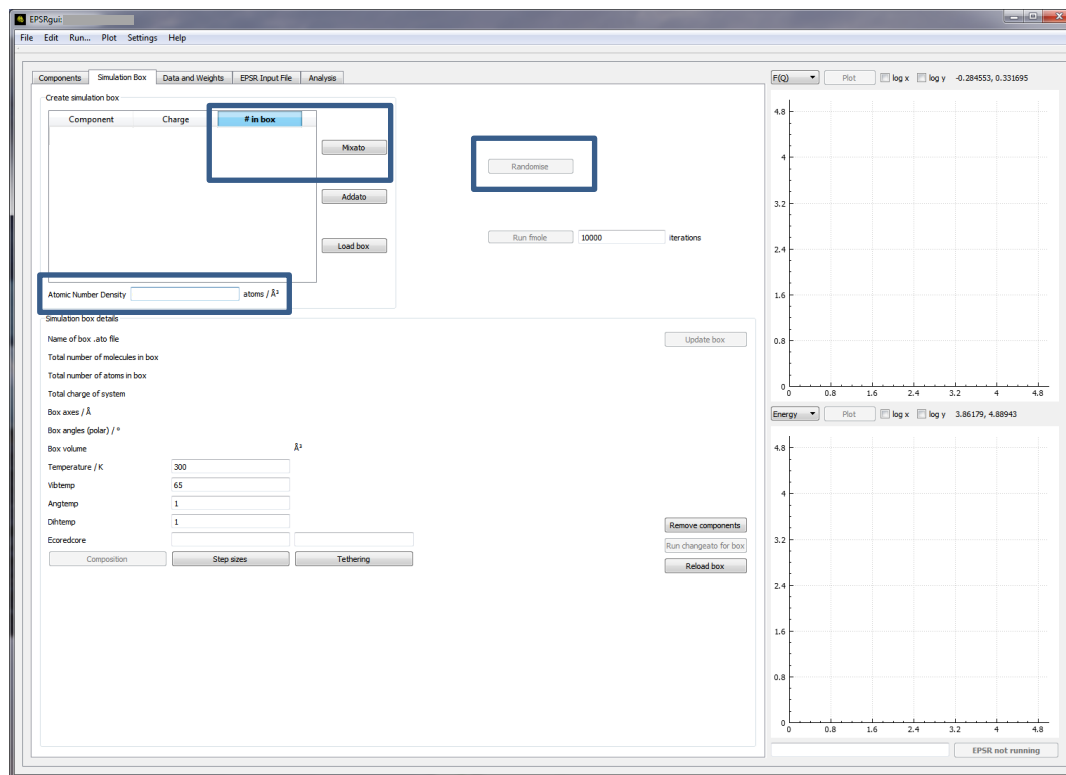 EPSRgui:
File Edit Run... Plot Settings Help
Components Simulation Box Data and Weights EPSR Input File Analysis
Create simulation box
Component Charge # in box
Mixato
Addato
Load box
Atomic Number Density atoms / Å³
Randomise
Run fmole 10000 iterations
Simulation box details
Name of box .ato file
Update box
Total number of molecules in box
Total number of atoms in box
Total charge of system
Box axes / Å
Box angles (polar) / °
Box volume Å³
Temperature / K 300
Vibtemp 65
Angtemp 1
Dihtemp 1
Ecoredcore
Composition Step sizes Tethering
Remove components
Run changeato for box
Reload box
F(Q) Plot log x log y -0.284553, 0.331695
4.8
4
3.2
2.4
1.6
0.8
0
0 0.8 1.6 2.4 3.2 4 4.8
Energy Plot log x log y 3.86179, 4.88943
4.8
4
3.2
2.4
1.6
0.8
0
0 0.8 1.6 2.4 3.2 4 4.8
EPSR not running